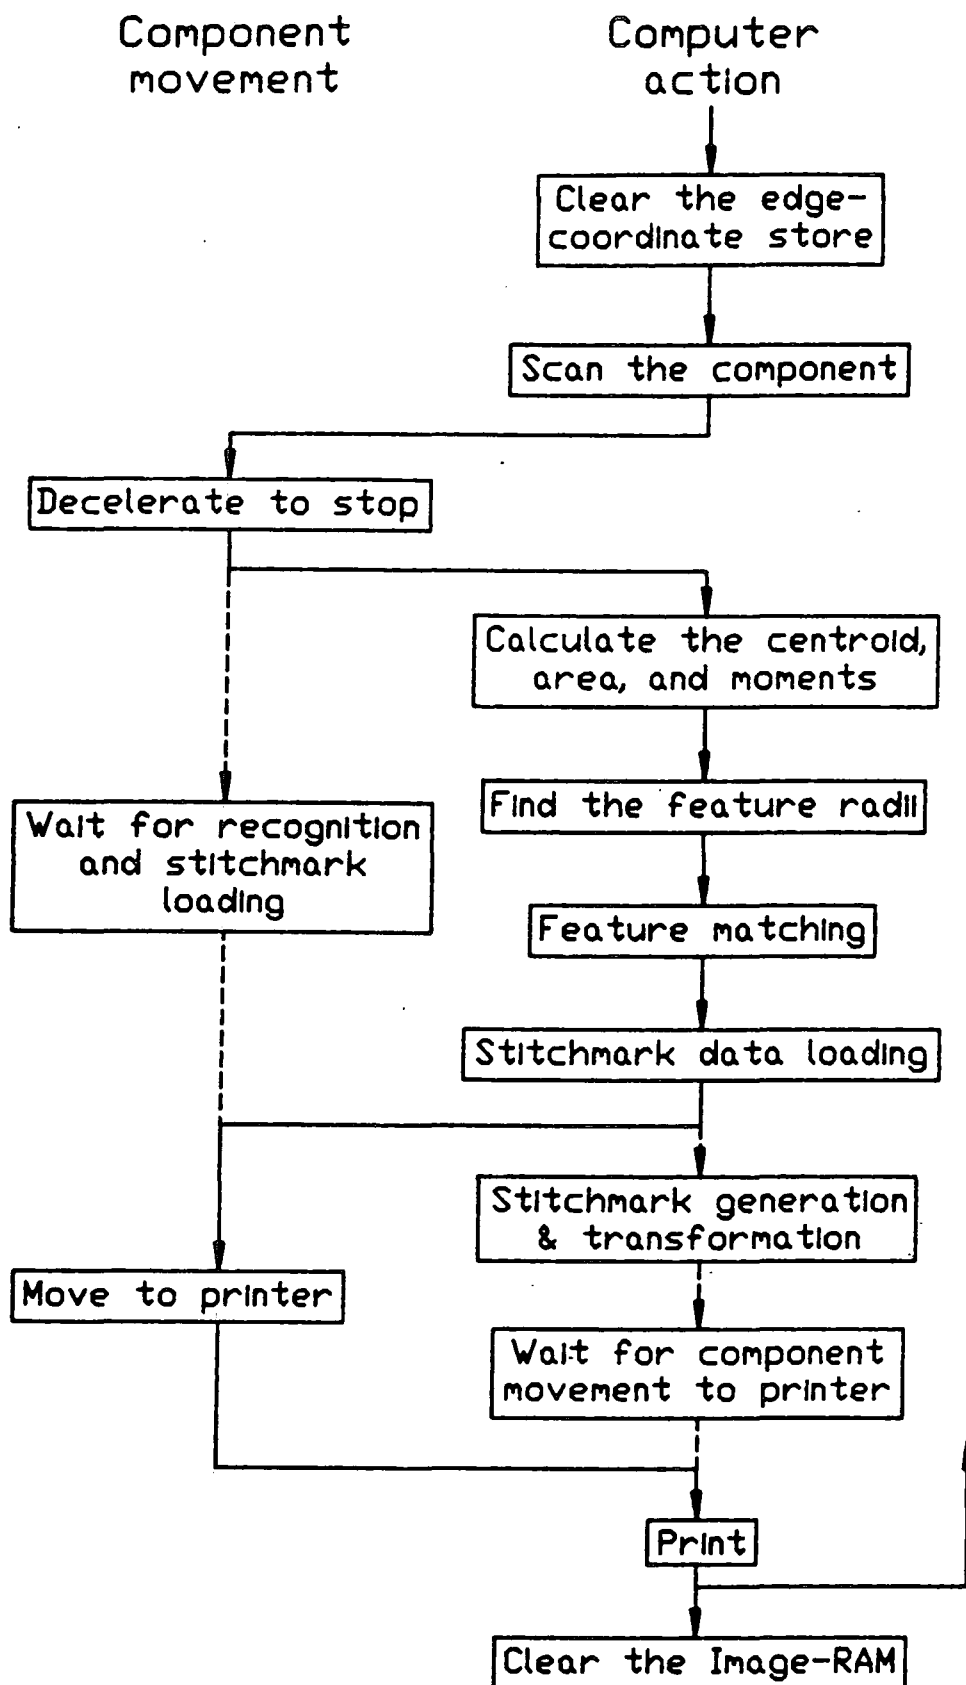 Component
movement
Computer
action
Clear the edge-
coordinate store
Scan the component
Decelerate to stop
Calculate the centroid,
area, and moments
Find the feature radii
Wait for recognition
and stitchmark
loading
Feature matching
Stitchmark data loading
Stitchmark generation
& transformation
Move to printer
Wait for component
movement to printer
Print
Clear the Image-RAM